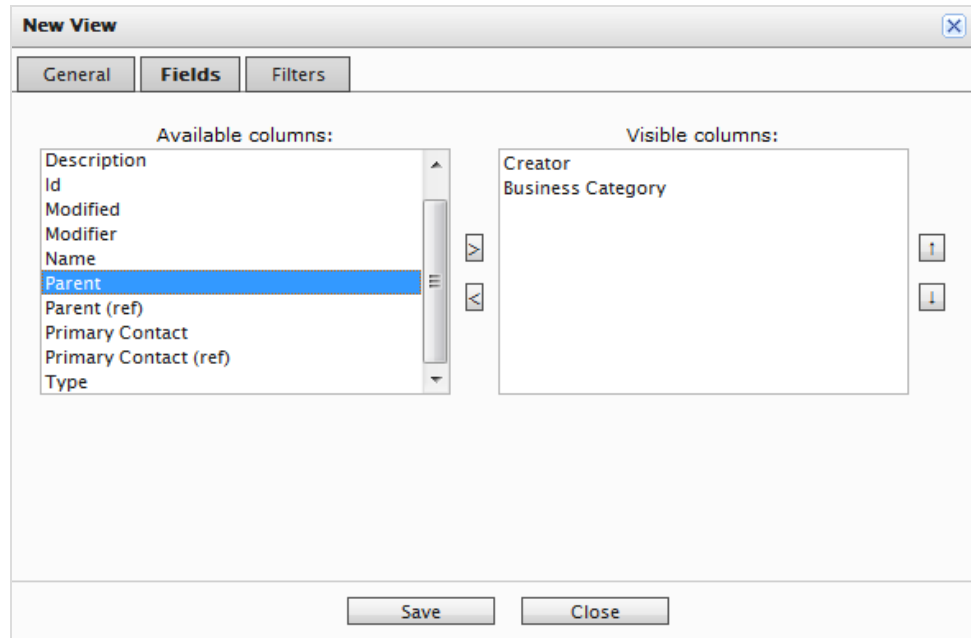 New View
General Fields Filters
Available columns:
Description
Id
Modified
Modifier
Name
Parent
Parent (ref)
Primary Contact
Primary Contact (ref)
Type
>
<
Visible columns:
Creator
Business Category
↑
↓
Save Close